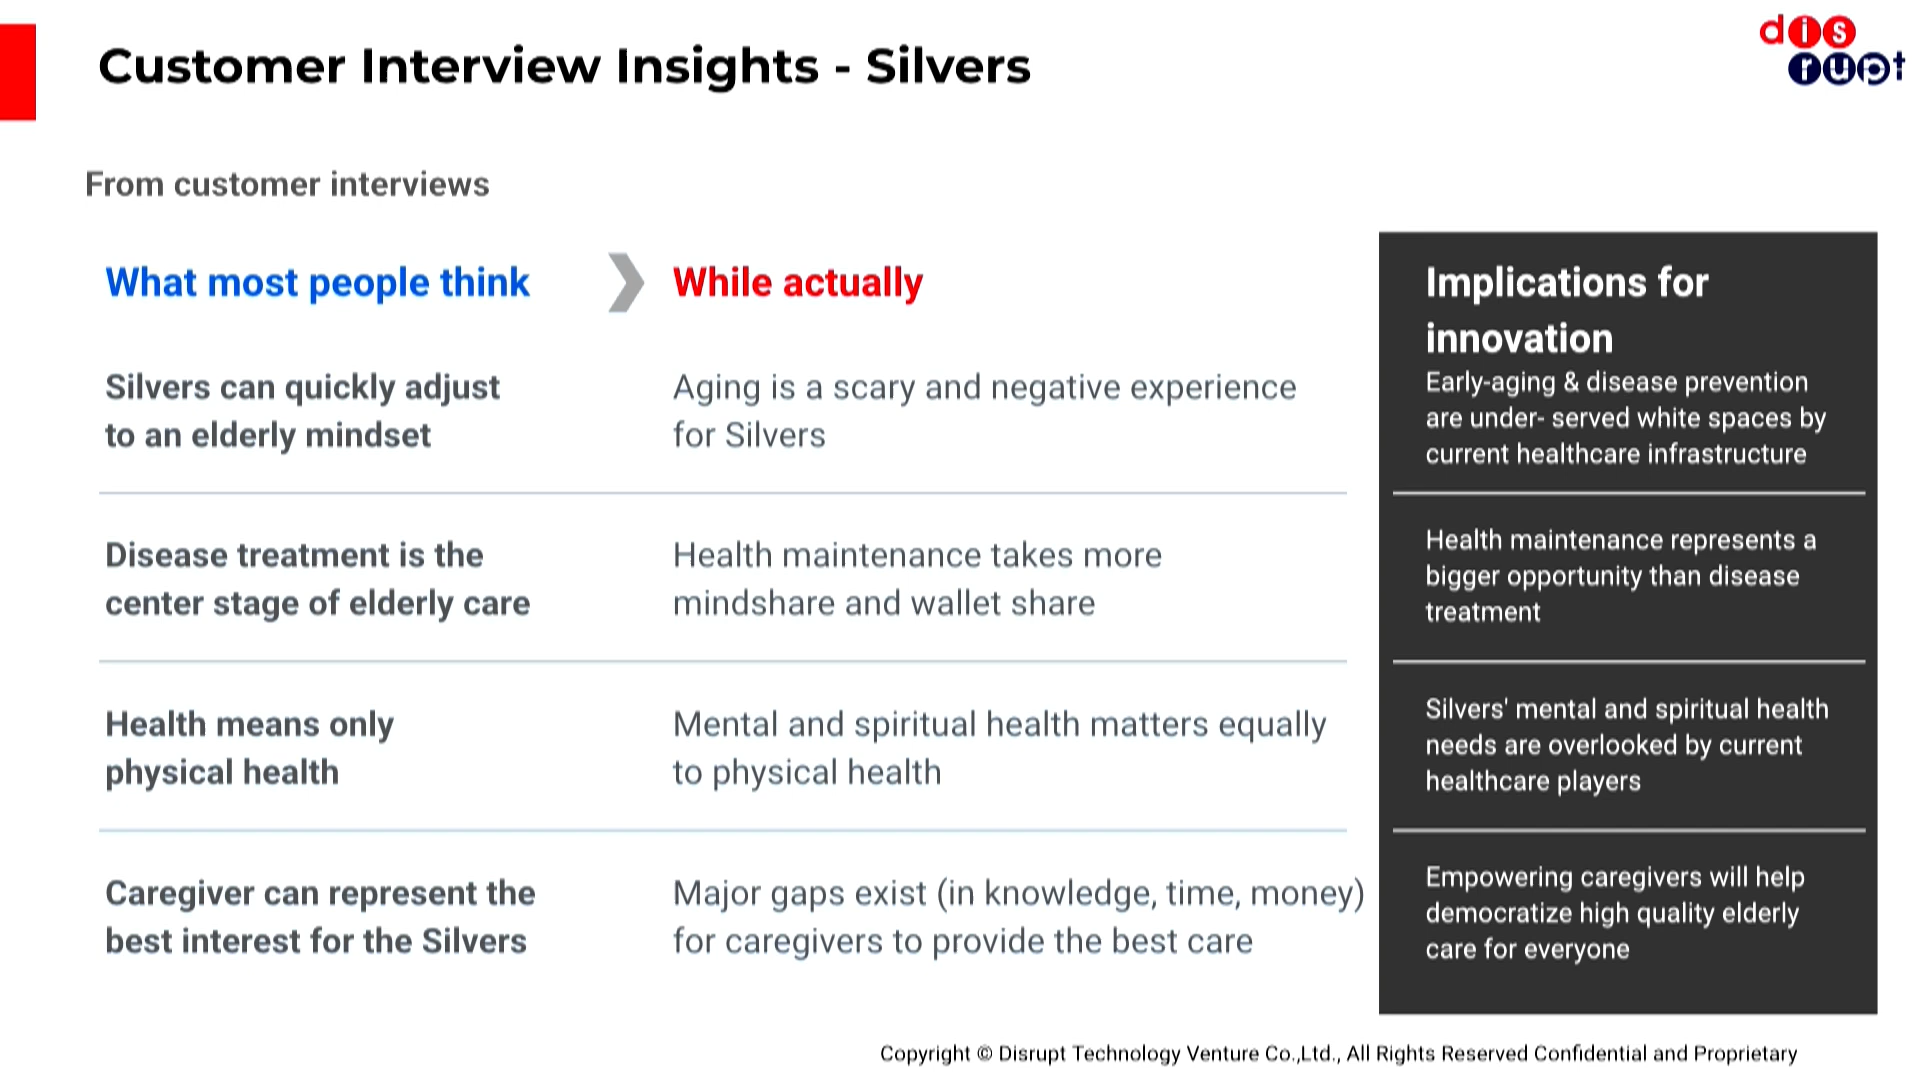 Customer Interview Insights - Silvers
dis
rupt
From customer interviews
What most people think
While actually
Implications for
innovation
Silvers can quickly adjust
to an elderly mindset
Aging is a scary and negative experience
for Silvers
Early-aging & disease prevention
are under- served white spaces by
current healthcare infrastructure
Disease treatment is the
center stage of elderly care
Health maintenance takes more
mindshare and wallet share
Health maintenance represents a
bigger opportunity than disease
treatment
Health means only
physical health
Mental and spiritual health matters equally
to physical health
Silvers' mental and spiritual health
needs are overlooked by current
healthcare players
Caregiver can represent the
best interest for the Silvers
Major gaps exist (in knowledge, time, money)
for caregivers to provide the best care
Empowering caregivers will help
democratize high quality elderly
care for everyone
Copyright © Disrupt Technology Venture Co.,Ltd., All Rights Reserved Confidential and Proprietary